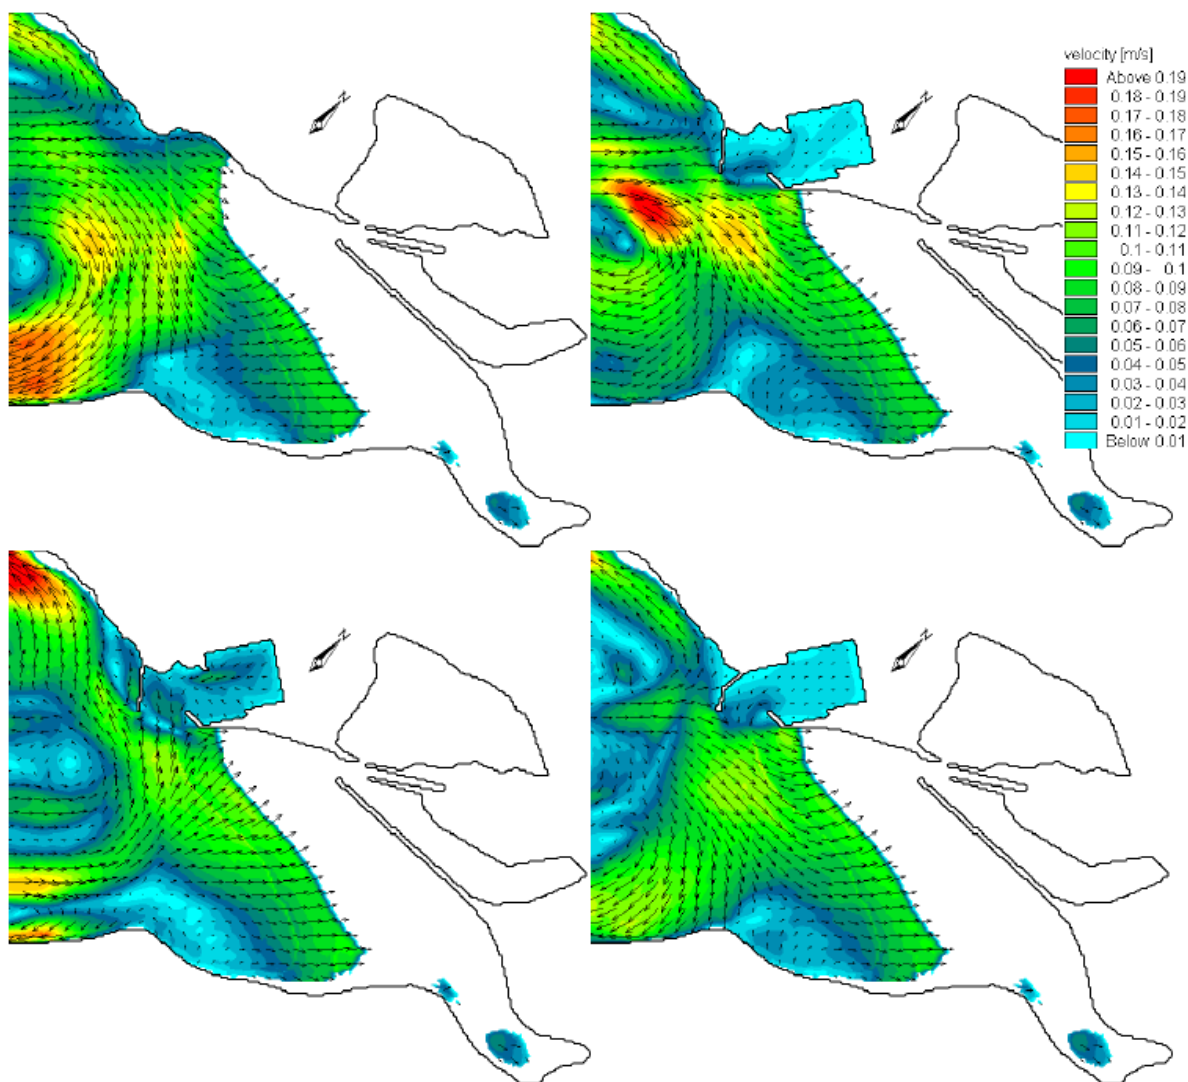 N
N
velocity [m/s]
Above 0.19
0.18 - 0.19
0.17 - 0.18
0.16 - 0.17
0.15 - 0.16
0.14 - 0.15
0.13 - 0.14
0.12 - 0.13
0.11 - 0.12
0.1 - 0.11
0.09 - 0.1
0.08 - 0.09
0.07 - 0.08
0.06 - 0.07
0.05 - 0.06
0.04 - 0.05
0.03 - 0.04
0.02 - 0.03
0.01 - 0.02
Below 0.01
N
N